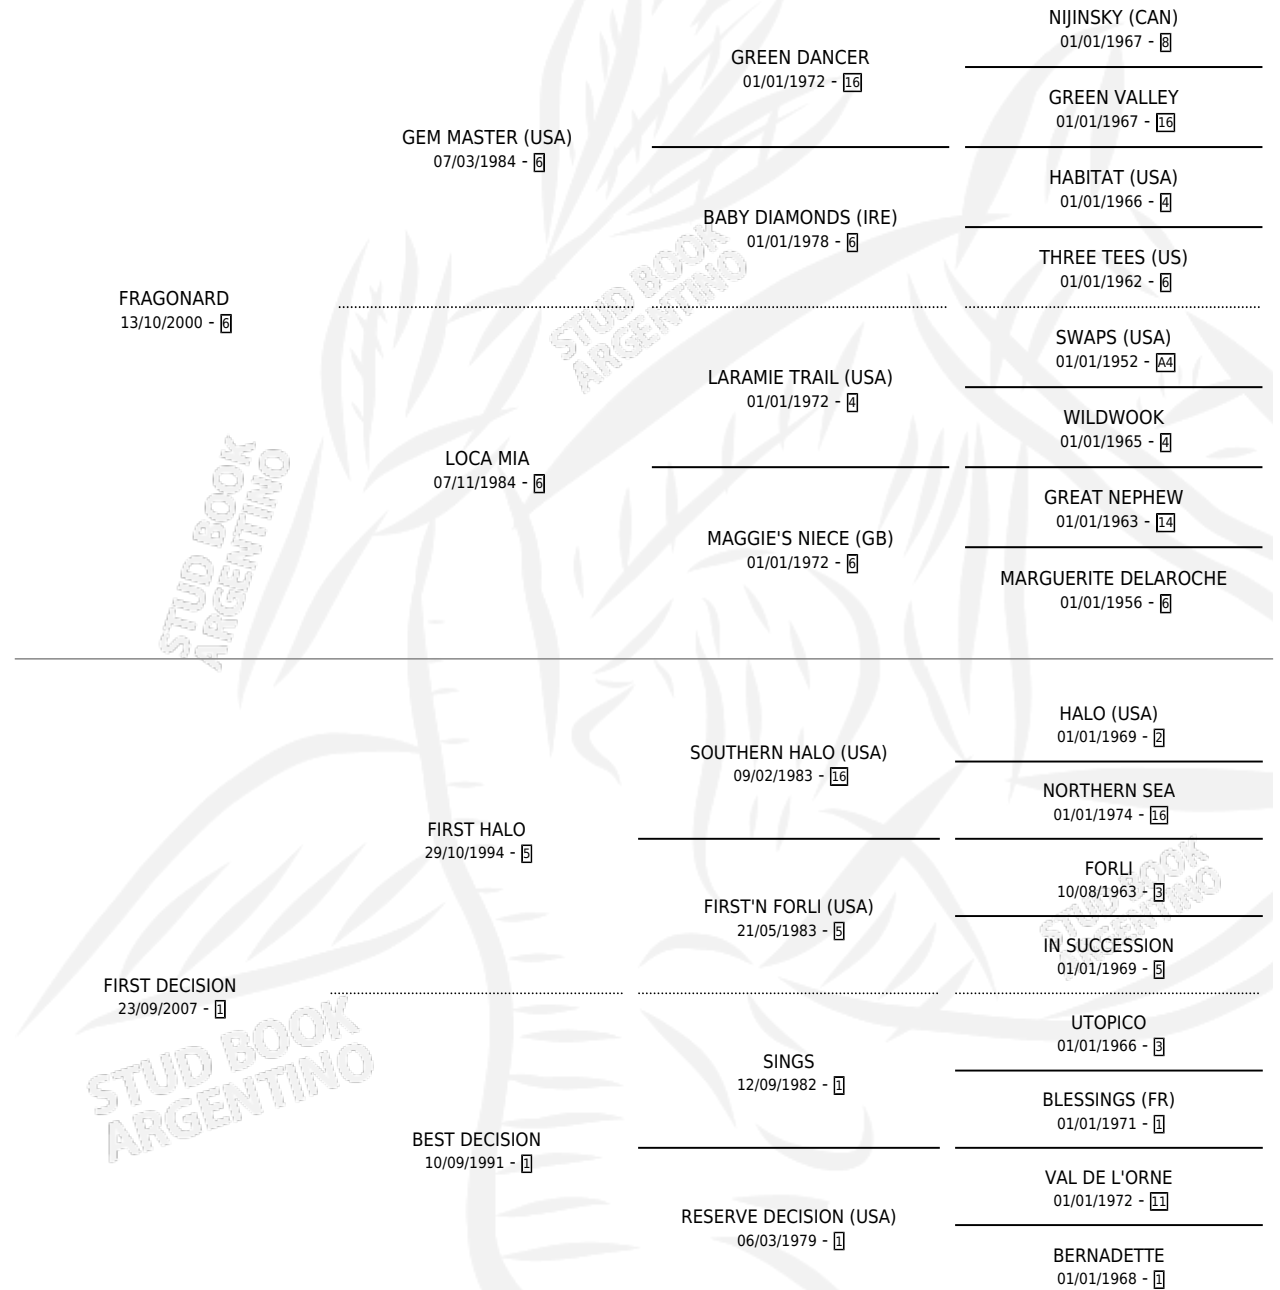 NIJINSKY (CAN)
01/01/1967 - 8
GREEN DANCER
01/01/1972 - 16
GREEN VALLEY
01/01/1967 - 16
GEM MASTER (USA)
07/03/1984 - 6
HABITAT (USA)
01/01/1966 - 4
BABY DIAMONDS (IRE)
01/01/1978 - 6
THREE TEES (US)
01/01/1962 - 6
FRAGONARD
13/10/2000 - 6
SWAPS (USA)
01/01/1952 - A4
LARAMIE TRAIL (USA)
01/01/1972 - 4
WILDWOOK
01/01/1965 - 4
LOCA MIA
07/11/1984 - 6
GREAT NEPHEW
01/01/1963 - 14
MAGGIE'S NIECE (GB)
01/01/1972 - 6
MARGUERITE DELAROCHE
01/01/1956 - 6
HALO (USA)
01/01/1969 - 2
SOUTHERN HALO (USA)
09/02/1983 - 16
NORTHERN SEA
01/01/1974 - 16
FIRST HALO
29/10/1994 - 5
FORLI
10/08/1963 - 3
FIRST'N FORLI (USA)
21/05/1983 - 5
IN SUCCESSION
01/01/1969 - 5
FIRST DECISION
23/09/2007 - 1
UTOPICO
01/01/1966 - 3
SINGS
12/09/1982 - 1
BLESSINGS (FR)
01/01/1971 - 1
BEST DECISION
10/09/1991 - 1
VAL DE L'ORNE
01/01/1972 - 11
RESERVE DECISION (USA)
06/03/1979 - 1
BERNADETTE
01/01/1968 - 1
STUD BOOK
ARGENTINO
STUD BOOK
ARGENTINO
STUD BOOK
ARGENTINO
STUD BOOK
ARGENTINO